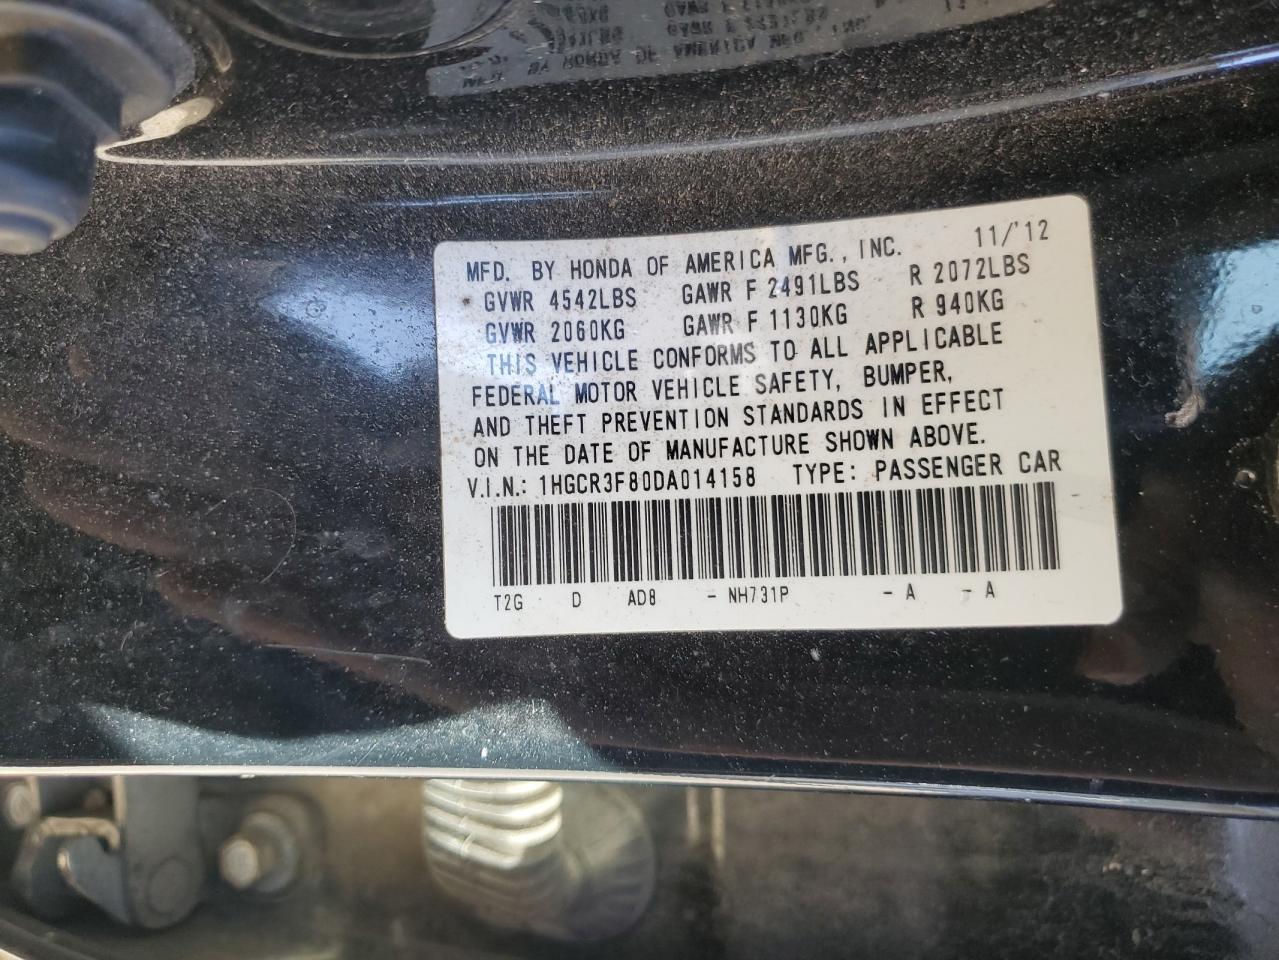 11/'12
MFD. BY HONDA OF AMERICA MFG., INC.
GVWR 4542LBS GAWR F 2491LBS R 2072LBS
GVWR 2060KG GAWR F 1130KG R 940KG
THIS VEHICLE CONFORMS TO ALL APPLICABLE
FEDERAL MOTOR VEHICLE SAFETY, BUMPER,
AND THEFT PREVENTION STANDARDS IN EFFECT
ON THE DATE OF MANUFACTURE SHOWN ABOVE.
V.I.N.: 1HGCR3F80DA014158 TYPE: PASSENGER CAR
T2G D AD8 - NH731P - A - A